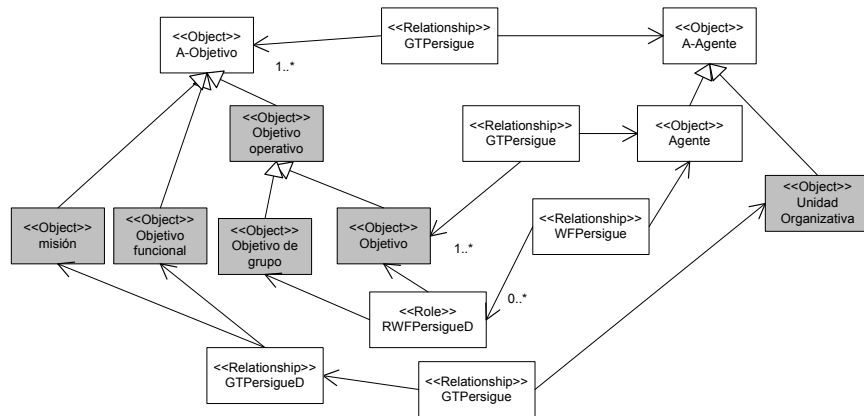 <<Object>>
A-Objetivo
<<Relationship>>
GTPersigue
<<Object>>
A-Agente
1..*
<<Object>>
Objetivo
operativo
<<Relationship>>
GTPersigue
<<Object>>
Agente
<<Object>>
misión
<<Object>>
Objetivo
funcional
<<Object>>
Objetivo de
grupo
<<Object>>
Objetivo
1..*
<<Relationship>>
WFPersigue
<<Object>>
Unidad
Organizativa
<<Role>>
RWFPersigueD
0..*
<<Relationship>>
GTPersigueD
<<Relationship>>
GTPersigue